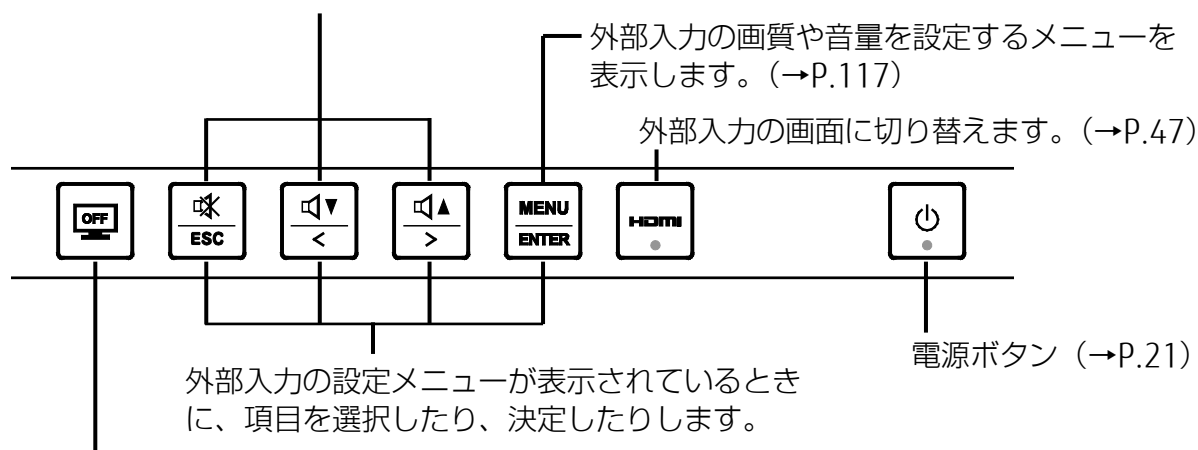 外部入力の画質や音量を設定するメニューを
表示します。（→P.117）
外部入力の画面に切り替えます。（→P.47）
OFF
ESC
<
>
MENU
ENTER
HDMI
電源ボタン（→P.21）
外部入力の設定メニューが表示されているとき
に、項目を選択したり、決定したりします。